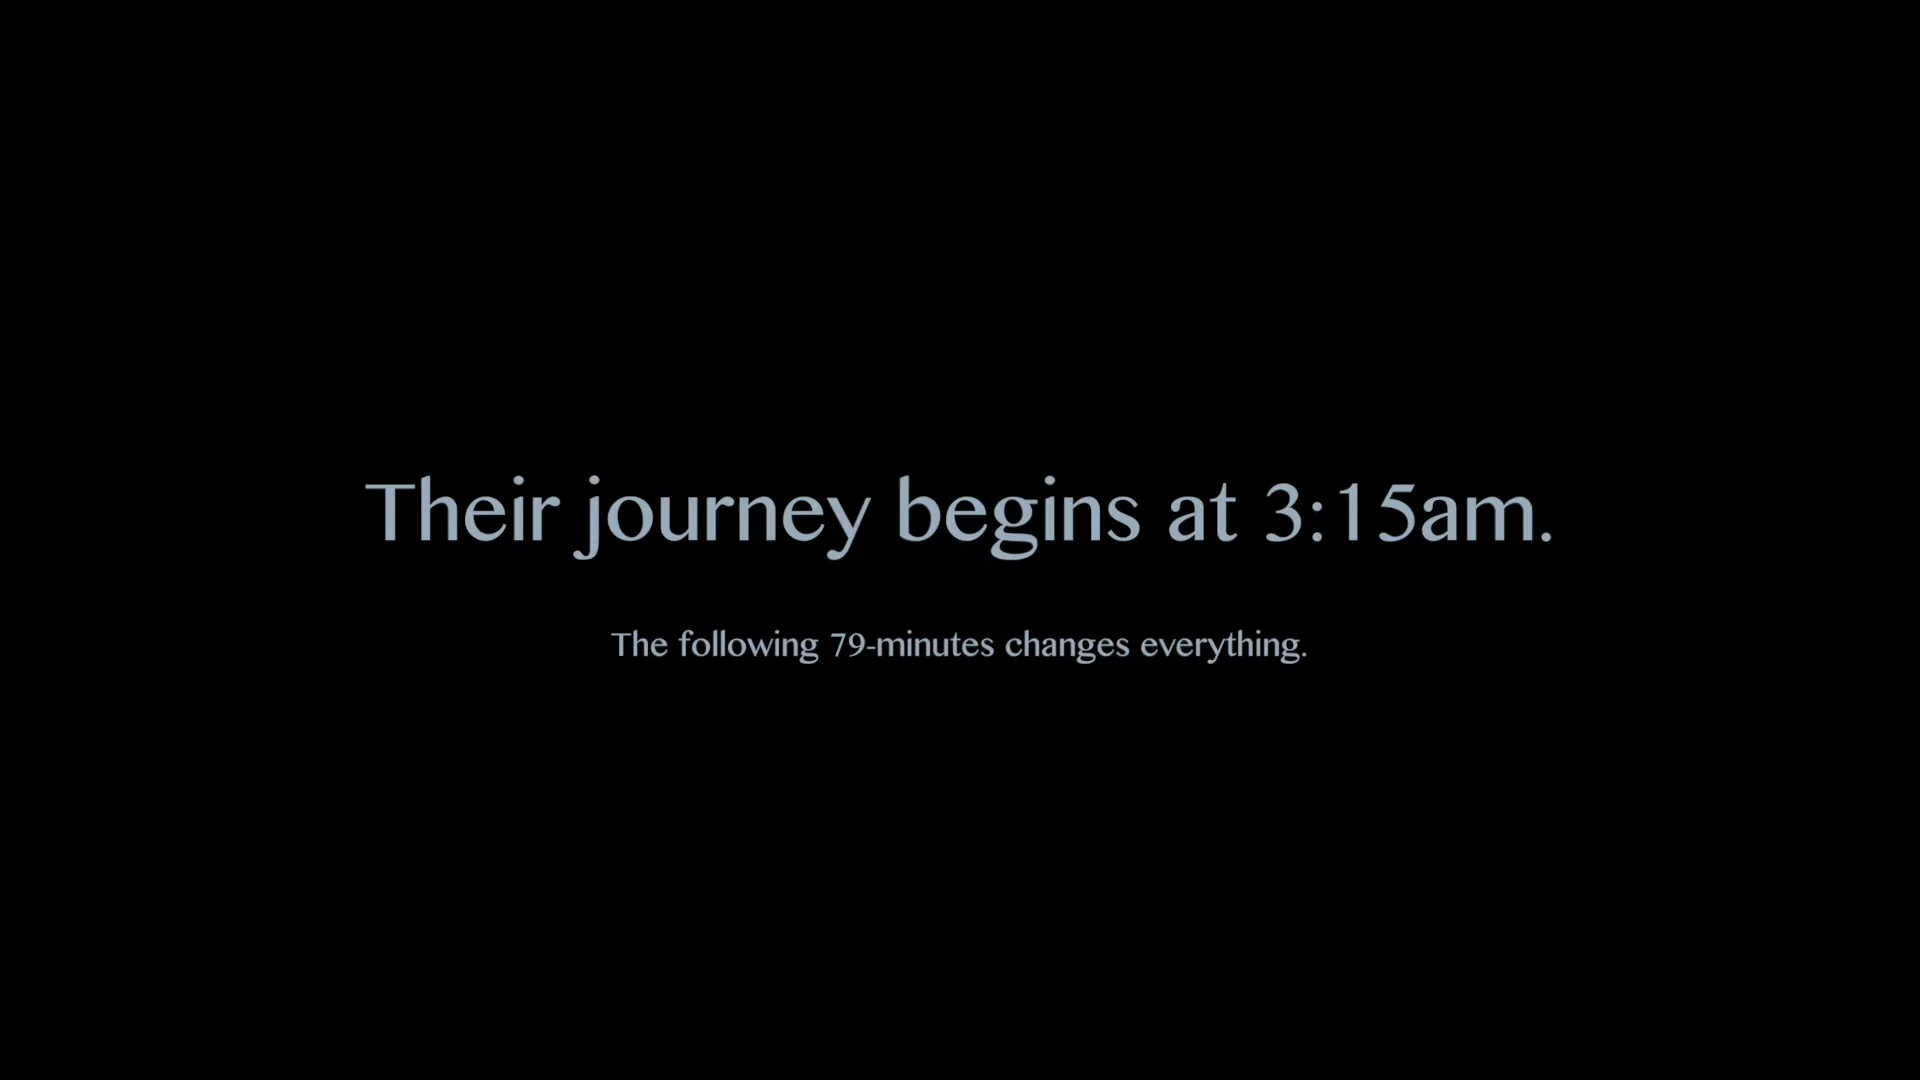 Their journey begins at 3:15am.
The following 79-minutes changes everything.